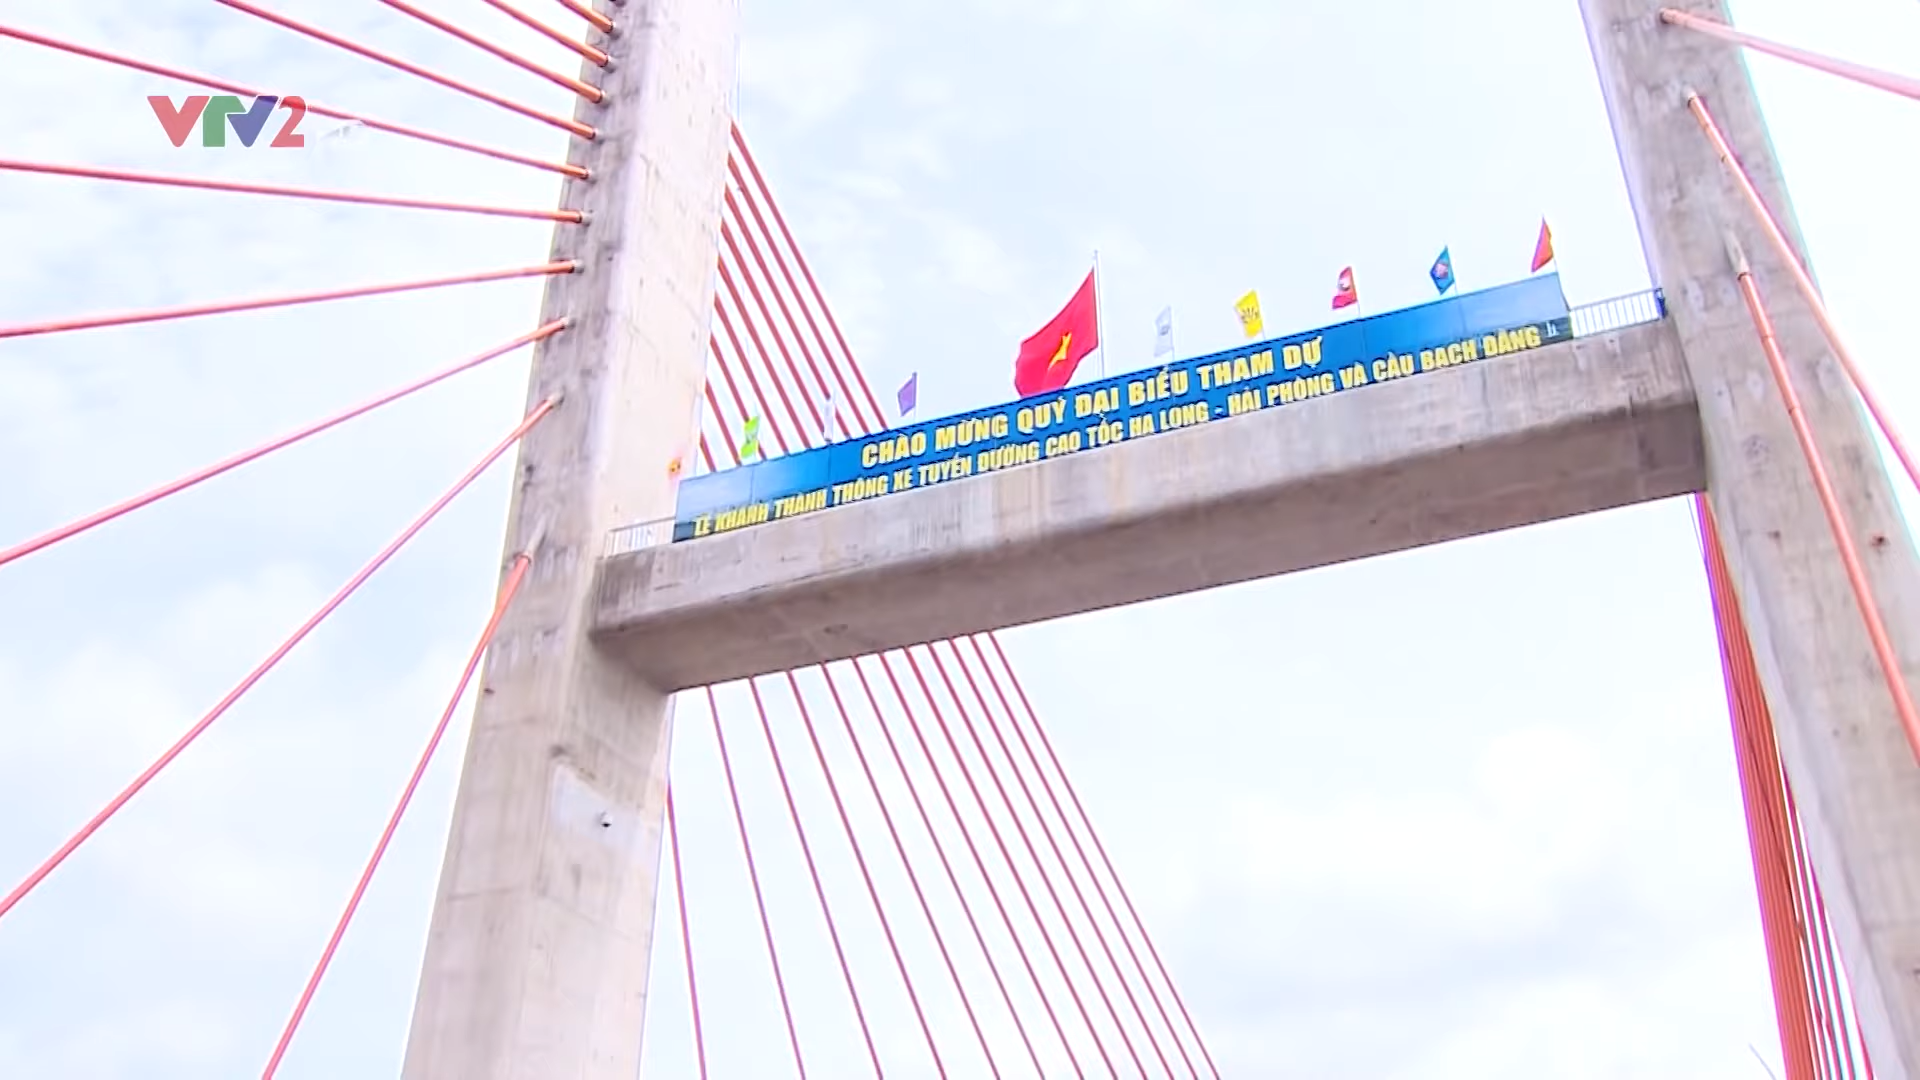 VTV2
CHÀO MỪNG QUÝ ĐẠI BIỂU THAM DỰ
LỄ KHÁNH THÀNH THÔNG XE TUYẾN ĐƯỜNG CAO TỐC HẠ LONG - HẢI PHÒNG VÀ CẦU BẠCH ĐẰNG